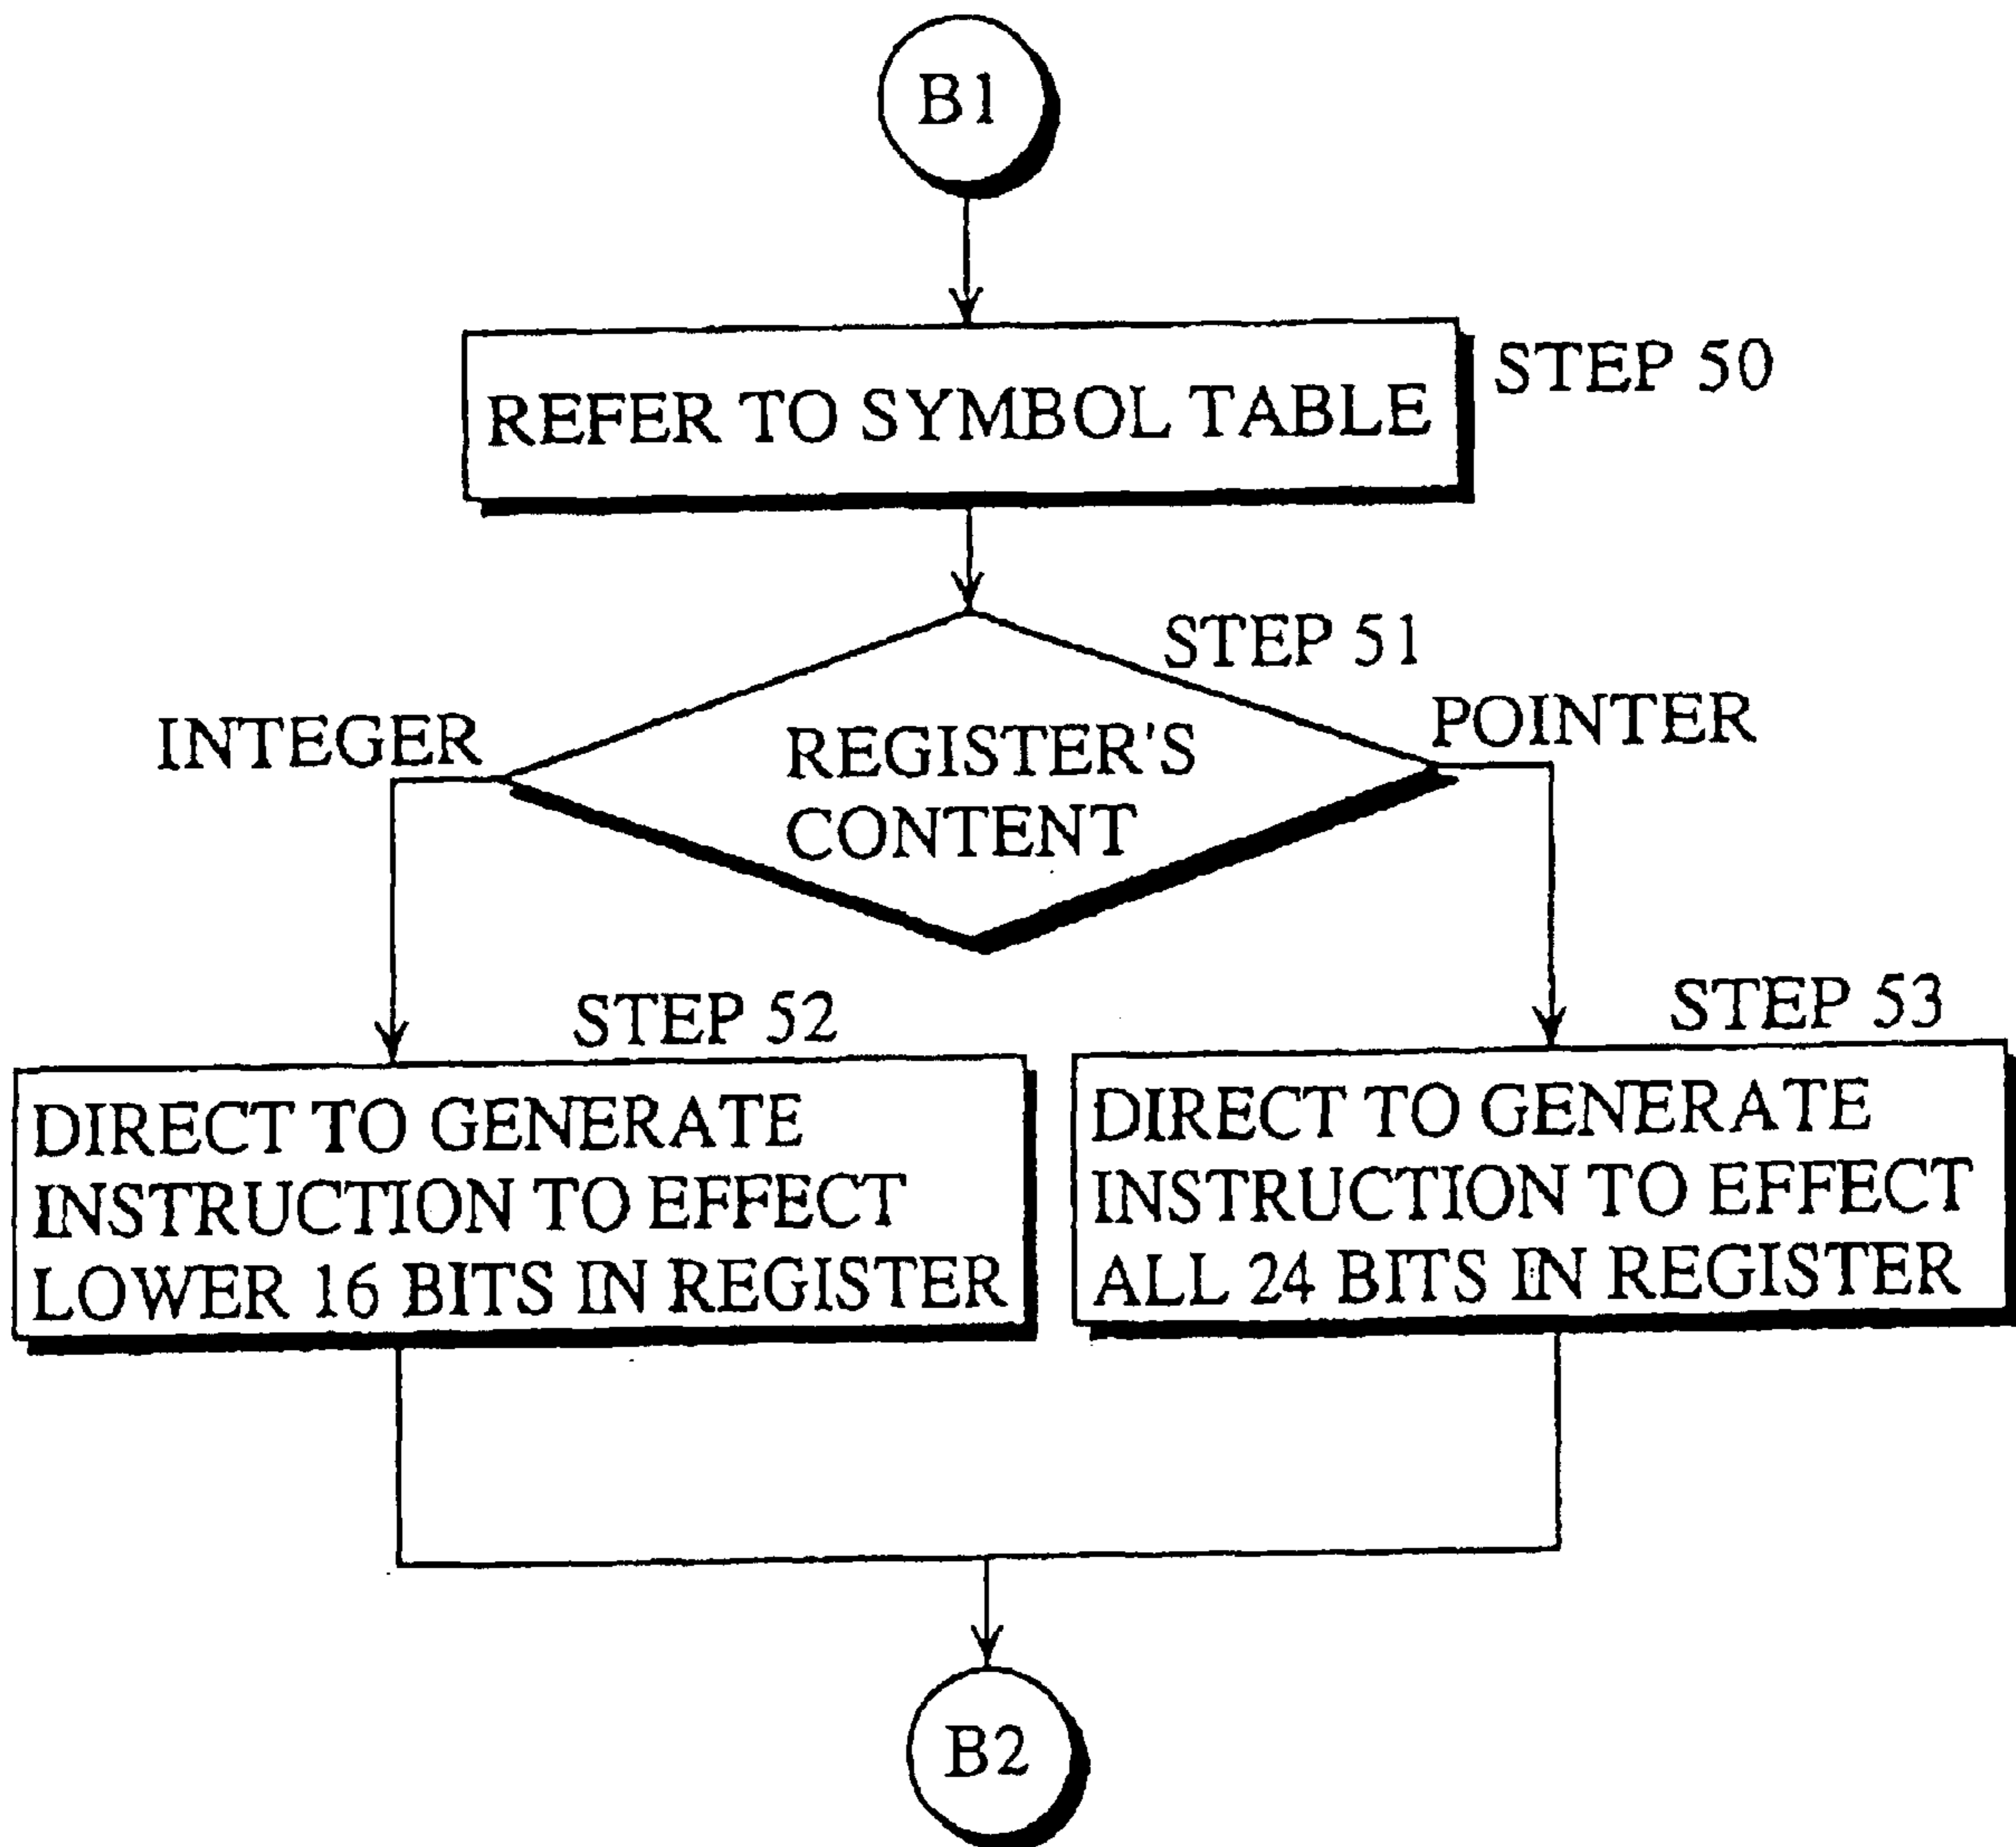 B1
REFER TO SYMBOL TABLE
STEP 50
STEP 51
INTEGER
POINTER
REGISTER'S
CONTENT
STEP 52
DIRECT TO GENERATE
INSTRUCTION TO EFFECT
LOWER 16 BITS IN REGISTER
STEP 53
DIRECT TO GENERATE
INSTRUCTION TO EFFECT
ALL 24 BITS IN REGISTER
B2